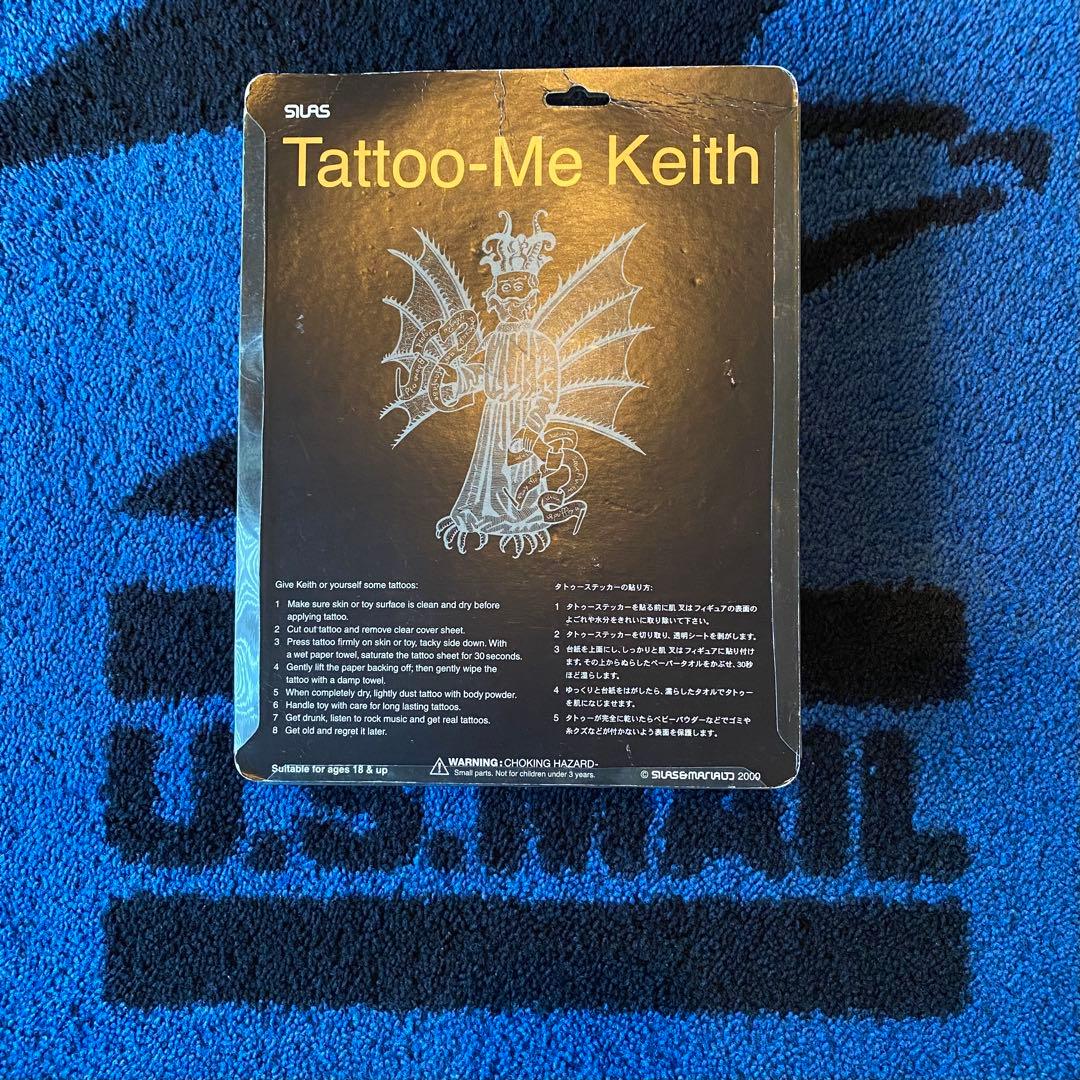 SILAS
Tattoo-Me Keith
Give Keith or yourself some tattoos:
1 Make sure skin or toy surface is clean and dry before
applying tattoo.
2 Cut out tattoo and remove clear cover sheet.
3 Press tattoo firmly on skin or toy, tacky side down. With
a wet paper towel, saturate the tattoo sheet for 30 seconds.
4 Gently lift the paper backing off; then gently wipe the
tattoo with a damp towel.
5 When completely dry, lightly dust tattoo with body powder.
6 Handle toy with care for long lasting tattoos.
7 Get drunk, listen to rock music and get real tattoos.
8 Get old and regret it later.
タトゥーステッカーの貼り方:
1 タトゥーステッカーを貼る前に肌 又はフィギュアの表面の
よごれや水分をきれいに取り除いて下さい。
2 タトゥーステッカーを切り取り、透明シートを剥がします。
3 台紙を上面にし、しっかりと肌 又はフィギュアに貼り付け
ます。その上からぬらしたペーパータオルをかぶせ、30秒
ほど湿らします。
4 ゆっくりと台紙をはがしたら、濡らしたタオルでタトゥー
を肌になじませます。
5 タトゥーが完全に乾いたらベビーパウダーなどでゴミや
糸クズなどが付かないよう表面を保護します。
Suitable for ages 18 & up
WARNING: CHOKING HAZARD-
Small parts. Not for children under 3 years.
© SILAS&MARIA LTD 2000
U.S.MAIL